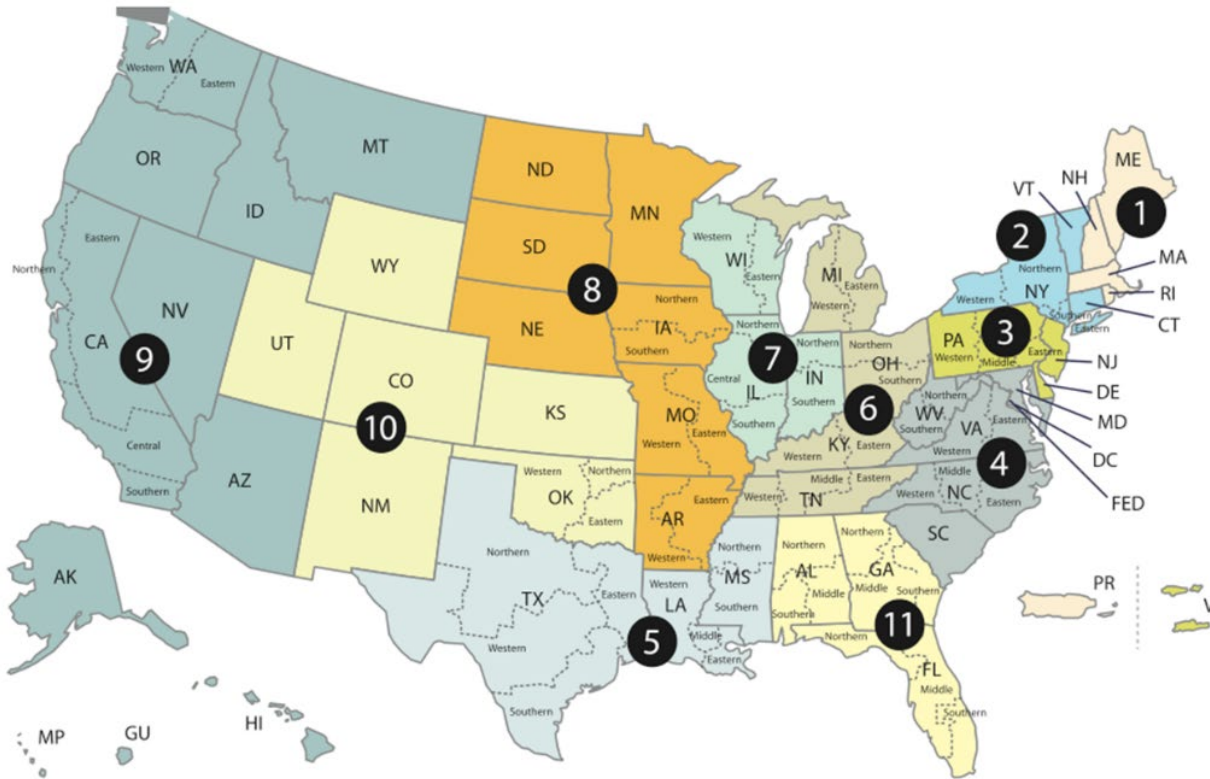 WA
Western
Eastern
OR
MT
ID
Eastern
Northern
NV
CA
9
Central
Southern
AZ
WY
UT
CO
10
NM
KS
Western
Northern
OK
Eastern
ND
MN
SD
8
NE
Northern
IA
Southern
MO
Western
Eastern
Eastern
AR
Western
Western
WI
Eastern
Northern
7
Northern
Central
IL
IN
Southern
Southern
MI
Western
Eastern
Northern
OH
Southern
6
KY
Western
Eastern
Middle
Eastern
Western
TN
ME
NH
VT
1
2
MA
Northern
RI
Western
NY
Southern
CT
Eastern
3
PA
Western
Middle
Eastern
NJ
DE
MD
DC
FED
Northern
WV
Southern
VA
Eastern
Western
4
Middle
Western
NC
Eastern
SC
Northern
TX
Eastern
Western
Southern
Western
LA
5
Middle
Eastern
Northern
MS
Southern
Northern
AL
Middle
Southern
Northern
GA
Middle
Southern
11
Northern
FL
Middle
Southern
PR
V
AK
HI
GU
MP